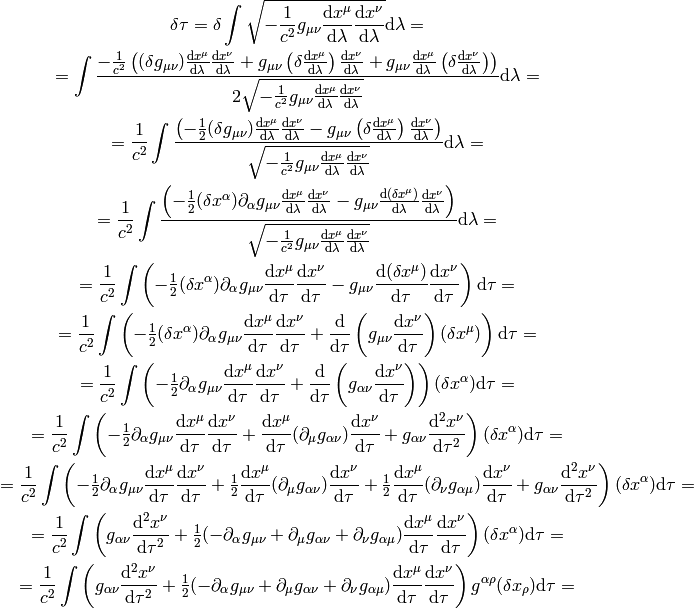 $\delta\tau = \delta \int \sqrt{-\frac{1}{c^2} g_{\mu\nu} \frac{\mathrm{d}x^\mu}{\mathrm{d}\lambda} \frac{\mathrm{d}x^\nu}{\mathrm{d}\lambda}} \mathrm{d}\lambda =$
$= \int \frac{-\frac{1}{c^2} \left( (\delta g_{\mu\nu}) \frac{\mathrm{d}x^\mu}{\mathrm{d}\lambda} \frac{\mathrm{d}x^\nu}{\mathrm{d}\lambda} + g_{\mu\nu} \left( \delta \frac{\mathrm{d}x^\mu}{\mathrm{d}\lambda} \right) \frac{\mathrm{d}x^\nu}{\mathrm{d}\lambda} + g_{\mu\nu} \frac{\mathrm{d}x^\mu}{\mathrm{d}\lambda} \left( \delta \frac{\mathrm{d}x^\nu}{\mathrm{d}\lambda} \right) \right)}{2 \sqrt{-\frac{1}{c^2} g_{\mu\nu} \frac{\mathrm{d}x^\mu}{\mathrm{d}\lambda} \frac{\mathrm{d}x^\nu}{\mathrm{d}\lambda}}} \mathrm{d}\lambda =$
$= \frac{1}{c^2} \int \frac{\left( -\frac{1}{2} (\delta g_{\mu\nu}) \frac{\mathrm{d}x^\mu}{\mathrm{d}\lambda} \frac{\mathrm{d}x^\nu}{\mathrm{d}\lambda} - g_{\mu\nu} \left( \delta \frac{\mathrm{d}x^\mu}{\mathrm{d}\lambda} \right) \frac{\mathrm{d}x^\nu}{\mathrm{d}\lambda} \right)}{\sqrt{-\frac{1}{c^2} g_{\mu\nu} \frac{\mathrm{d}x^\mu}{\mathrm{d}\lambda} \frac{\mathrm{d}x^\nu}{\mathrm{d}\lambda}}} \mathrm{d}\lambda =$
$= \frac{1}{c^2} \int \frac{\left( -\frac{1}{2} (\delta x^\alpha) \partial_\alpha g_{\mu\nu} \frac{\mathrm{d}x^\mu}{\mathrm{d}\lambda} \frac{\mathrm{d}x^\nu}{\mathrm{d}\lambda} - g_{\mu\nu} \frac{\mathrm{d}(\delta x^\mu)}{\mathrm{d}\lambda} \frac{\mathrm{d}x^\nu}{\mathrm{d}\lambda} \right)}{\sqrt{-\frac{1}{c^2} g_{\mu\nu} \frac{\mathrm{d}x^\mu}{\mathrm{d}\lambda} \frac{\mathrm{d}x^\nu}{\mathrm{d}\lambda}}} \mathrm{d}\lambda =$
$= \frac{1}{c^2} \int \left( -\frac{1}{2} (\delta x^\alpha) \partial_\alpha g_{\mu\nu} \frac{\mathrm{d}x^\mu}{\mathrm{d}\tau} \frac{\mathrm{d}x^\nu}{\mathrm{d}\tau} - g_{\mu\nu} \frac{\mathrm{d}(\delta x^\mu)}{\mathrm{d}\tau} \frac{\mathrm{d}x^\nu}{\mathrm{d}\tau} \right) \mathrm{d}\tau =$
$= \frac{1}{c^2} \int \left( -\frac{1}{2} (\delta x^\alpha) \partial_\alpha g_{\mu\nu} \frac{\mathrm{d}x^\mu}{\mathrm{d}\tau} \frac{\mathrm{d}x^\nu}{\mathrm{d}\tau} + \frac{\mathrm{d}}{\mathrm{d}\tau} \left( g_{\mu\nu} \frac{\mathrm{d}x^\nu}{\mathrm{d}\tau} \right) (\delta x^\mu) \right) \mathrm{d}\tau =$
$= \frac{1}{c^2} \int \left( -\frac{1}{2} \partial_\alpha g_{\mu\nu} \frac{\mathrm{d}x^\mu}{\mathrm{d}\tau} \frac{\mathrm{d}x^\nu}{\mathrm{d}\tau} + \frac{\mathrm{d}}{\mathrm{d}\tau} \left( g_{\alpha\nu} \frac{\mathrm{d}x^\nu}{\mathrm{d}\tau} \right) \right) (\delta x^\alpha) \mathrm{d}\tau =$
$= \frac{1}{c^2} \int \left( -\frac{1}{2} \partial_\alpha g_{\mu\nu} \frac{\mathrm{d}x^\mu}{\mathrm{d}\tau} \frac{\mathrm{d}x^\nu}{\mathrm{d}\tau} + \frac{\mathrm{d}x^\mu}{\mathrm{d}\tau} (\partial_\mu g_{\alpha\nu}) \frac{\mathrm{d}x^\nu}{\mathrm{d}\tau} + g_{\alpha\nu} \frac{\mathrm{d}^2 x^\nu}{\mathrm{d}\tau^2} \right) (\delta x^\alpha) \mathrm{d}\tau =$
$= \frac{1}{c^2} \int \left( -\frac{1}{2} \partial_\alpha g_{\mu\nu} \frac{\mathrm{d}x^\mu}{\mathrm{d}\tau} \frac{\mathrm{d}x^\nu}{\mathrm{d}\tau} + \frac{1}{2} \frac{\mathrm{d}x^\mu}{\mathrm{d}\tau} (\partial_\mu g_{\alpha\nu}) \frac{\mathrm{d}x^\nu}{\mathrm{d}\tau} + \frac{1}{2} \frac{\mathrm{d}x^\mu}{\mathrm{d}\tau} (\partial_\nu g_{\alpha\mu}) \frac{\mathrm{d}x^\nu}{\mathrm{d}\tau} + g_{\alpha\nu} \frac{\mathrm{d}^2 x^\nu}{\mathrm{d}\tau^2} \right) (\delta x^\alpha) \mathrm{d}\tau =$
$= \frac{1}{c^2} \int \left( g_{\alpha\nu} \frac{\mathrm{d}^2 x^\nu}{\mathrm{d}\tau^2} + \frac{1}{2} (-\partial_\alpha g_{\mu\nu} + \partial_\mu g_{\alpha\nu} + \partial_\nu g_{\alpha\mu}) \frac{\mathrm{d}x^\mu}{\mathrm{d}\tau} \frac{\mathrm{d}x^\nu}{\mathrm{d}\tau} \right) (\delta x^\alpha) \mathrm{d}\tau =$
$= \frac{1}{c^2} \int \left( g_{\alpha\nu} \frac{\mathrm{d}^2 x^\nu}{\mathrm{d}\tau^2} + \frac{1}{2} (-\partial_\alpha g_{\mu\nu} + \partial_\mu g_{\alpha\nu} + \partial_\nu g_{\alpha\mu}) \frac{\mathrm{d}x^\mu}{\mathrm{d}\tau} \frac{\mathrm{d}x^\nu}{\mathrm{d}\tau} \right) g^{\alpha\rho} (\delta x_\rho) \mathrm{d}\tau =$